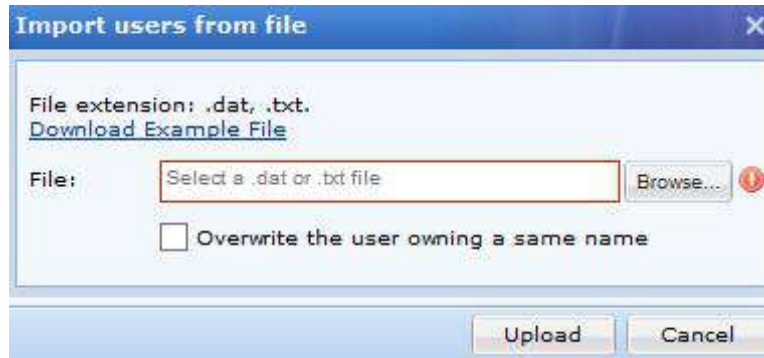 Import users from file
File extension: .dat, .txt.
Download Example File
File: Select a .dat or .txt file Browse...
Overwrite the user owning a same name
Upload Cancel